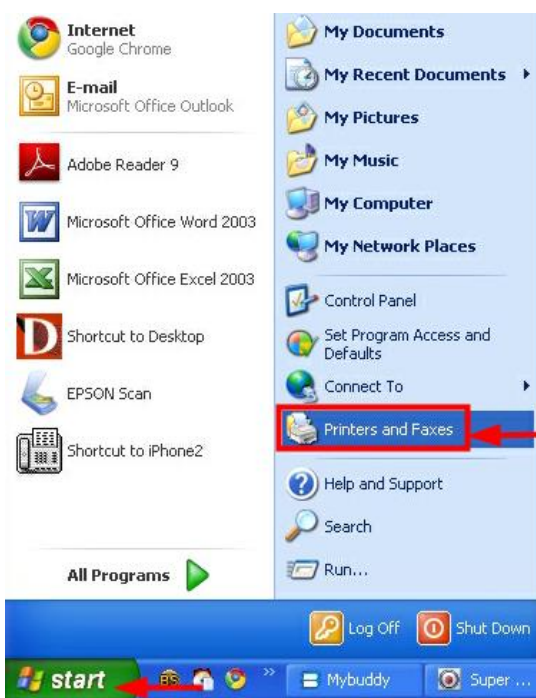 Internet
Google Chrome
E-mail
Microsoft Office Outlook
Adobe Reader 9
Microsoft Office Word 2003
Microsoft Office Excel 2003
Shortcut to Desktop
EPSON Scan
Shortcut to iPhone2
All Programs
My Documents
My Recent Documents
My Pictures
My Music
My Computer
My Network Places
Control Panel
Set Program Access and
Defaults
Connect To
Printers and Faxes
Help and Support
Search
Run...
Log Off
Shut Down
start
Mybuddy
Super ...